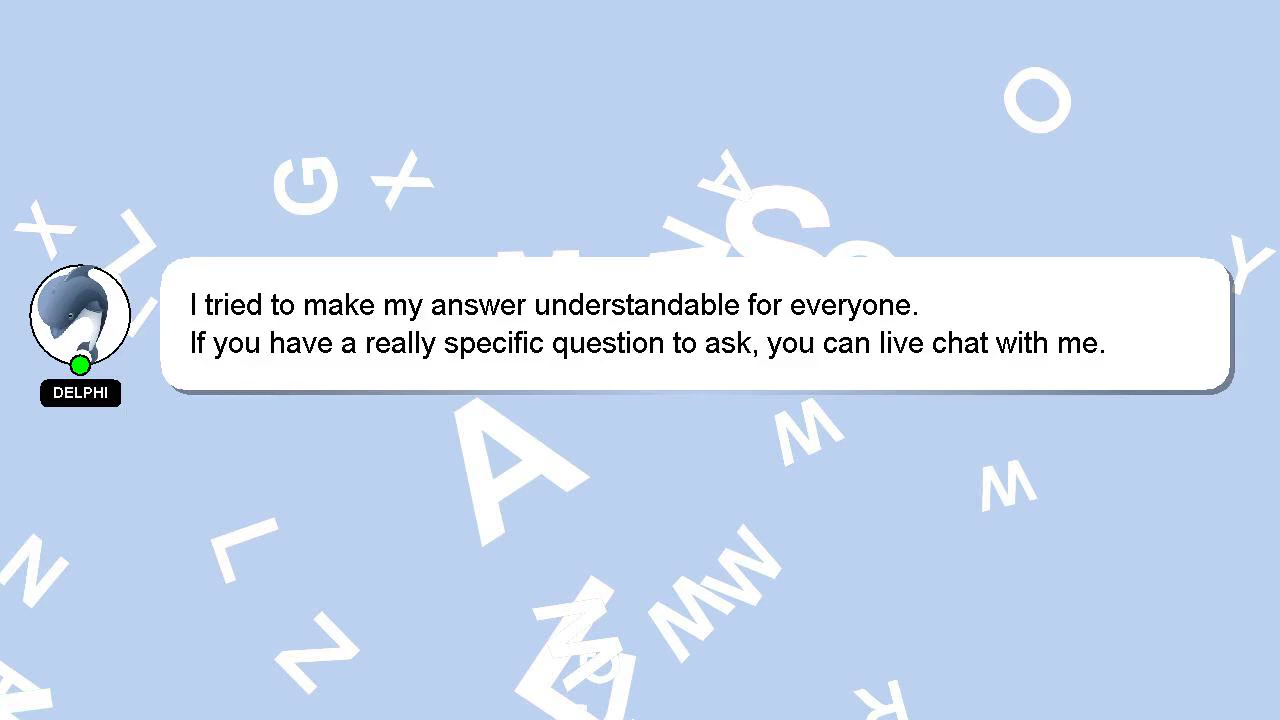 O
G
X
A
X
L
S
Y
I tried to make my answer understandable for everyone.
If you have a really specific question to ask, you can live chat with me.
DELPHI
A
W
W
L
N
W
W
Z
R